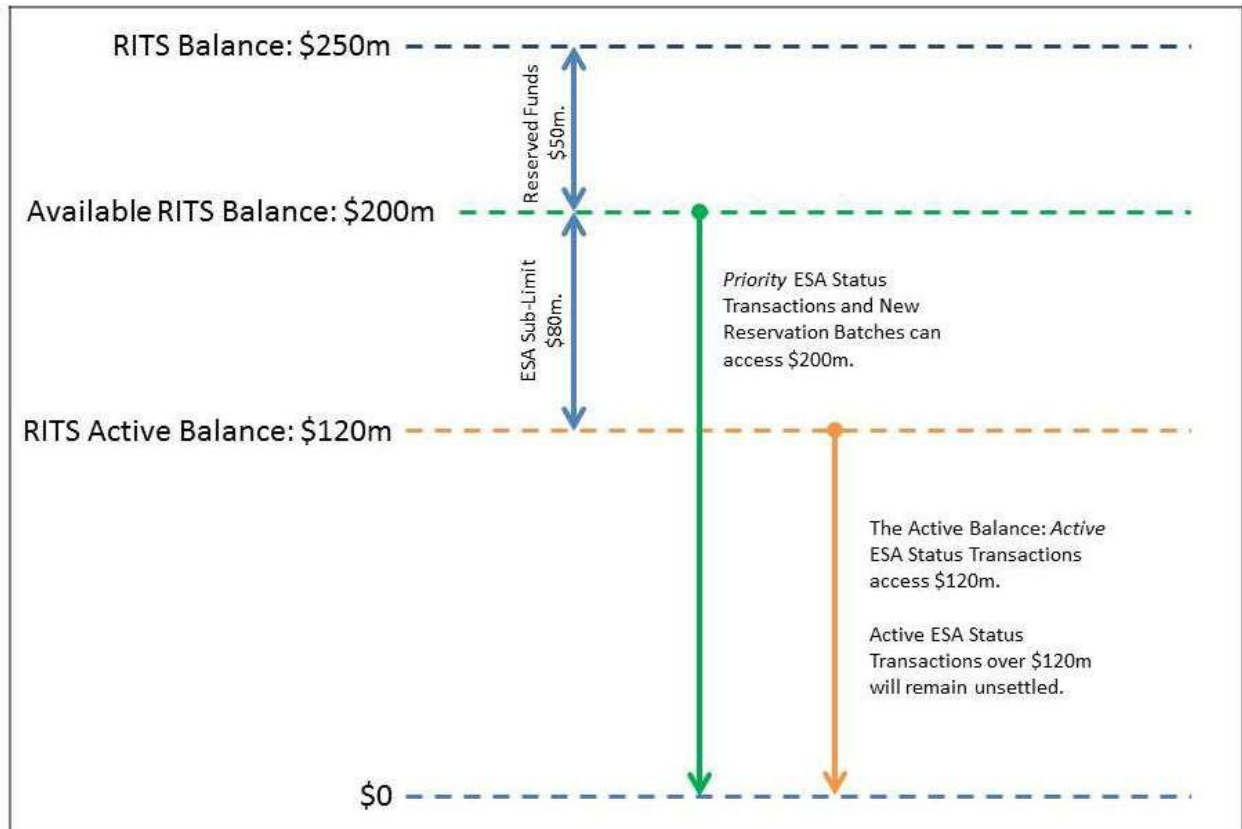 RITS Balance: $250m
Reserved Funds
$50m.
Available RITS Balance: $200m
ESA Sub-Limit
$80m.
Priority ESA Status
Transactions and New
Reservation Batches can
access $200m.
RITS Active Balance: $120m
The Active Balance: Active
ESA Status Transactions
access $120m.
Active ESA Status
Transactions over $120m
will remain unsettled.
$0